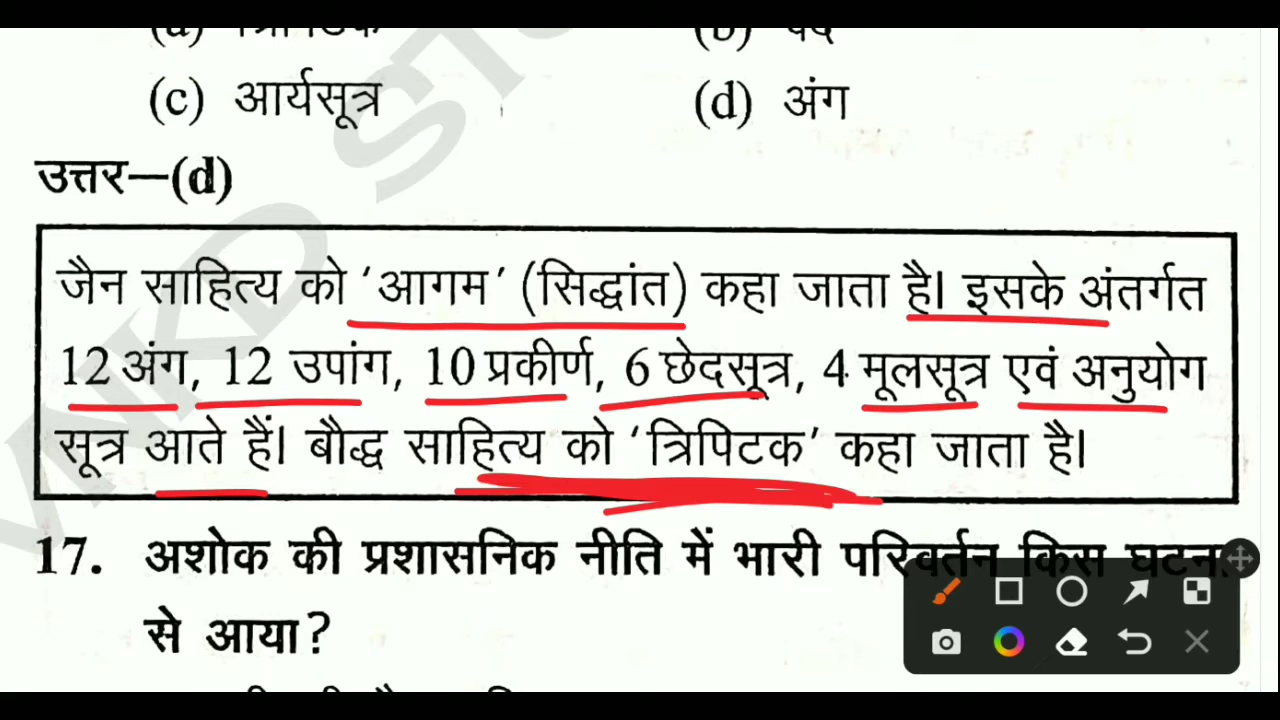 (c) आर्यसूत्र (d) अंग
उत्तर—(d)
जैन साहित्य को 'आगम' (सिद्धांत) कहा जाता है। इसके अंतर्गत
12 अंग, 12 उपांग, 10 प्रकीर्ण, 6 छेदसूत्र, 4 मूलसूत्र एवं अनुयोग
सूत्र आते हैं। बौद्ध साहित्य को 'त्रिपिटक' कहा जाता है।
17. अशोक की प्रशासनिक नीति में भारी परिवर्तन किस
से आया?